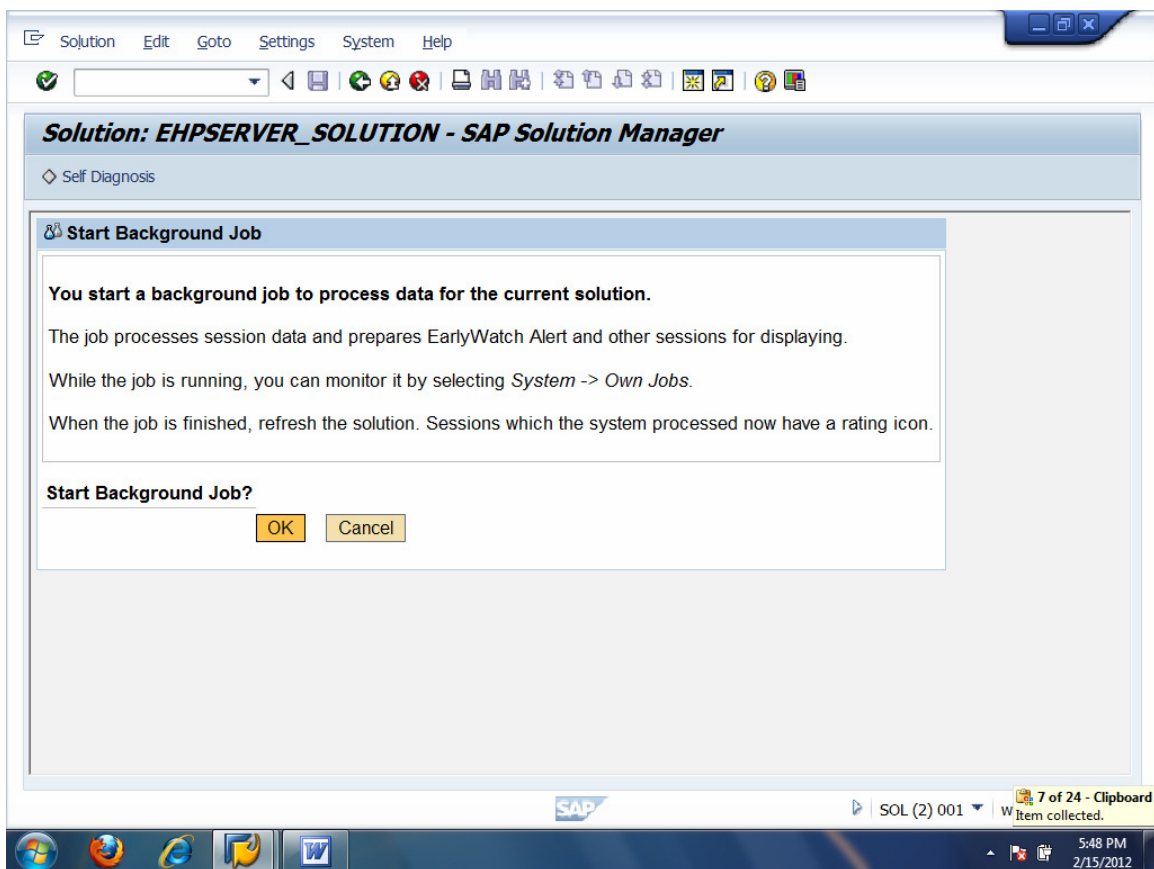 Solution Edit Goto Settings System Help
Solution: EHPSERVER_SOLUTION - SAP Solution Manager
Self Diagnosis
Start Background Job
You start a background job to process data for the current solution.
The job processes session data and prepares EarlyWatch Alert and other sessions for displaying.
While the job is running, you can monitor it by selecting System -> Own Jobs.
When the job is finished, refresh the solution. Sessions which the system processed now have a rating icon.
Start Background Job?
OK Cancel
SAP
SOL (2) 001
7 of 24 - Clipboard
Item collected.
5:48 PM
2/15/2012